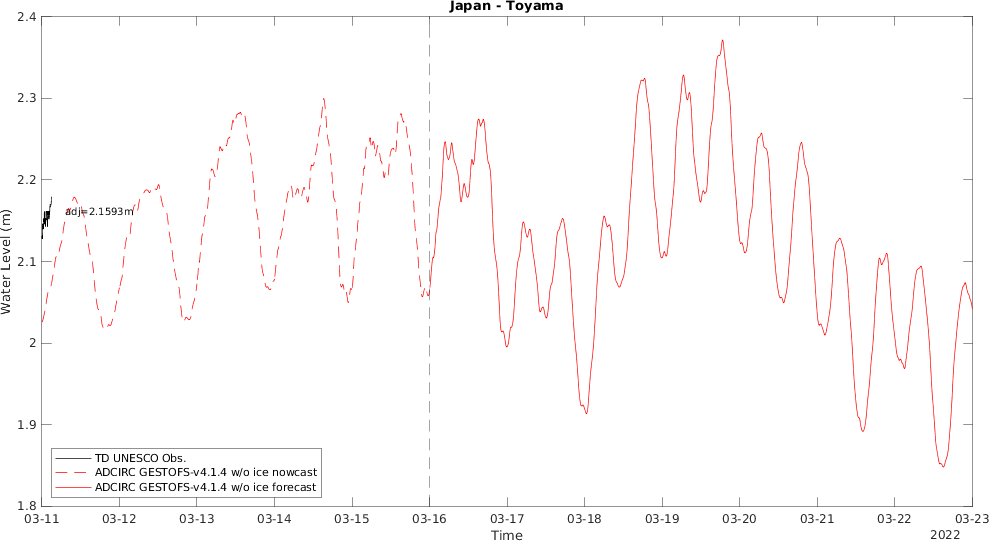 Japan - Toyama
2.4
2.3
2.2
2.1
2
1.9
1.8
Water Level (m)
adj=2.1593m
TD UNESCO Obs.
ADCIRC GESTOFS-v4.1.4 w/o ice nowcast
ADCIRC GESTOFS-v4.1.4 w/o ice forecast
03-11 03-12 03-13 03-14 03-15 03-16 03-17 03-18 03-19 03-20 03-21 03-22 03-23
Time
2022